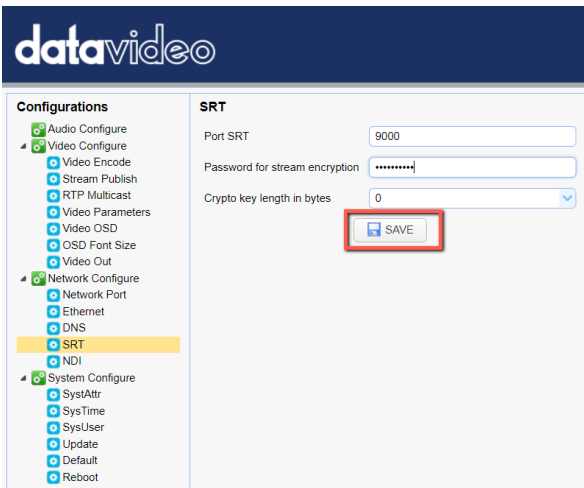 datavideo
Configurations
Audio Configure
Video Configure
Video Encode
Stream Publish
RTP Multicast
Video Parameters
Video OSD
OSD Font Size
Video Out
Network Configure
Network Port
Ethernet
DNS
SRT
NDI
System Configure
SystAttr
SysTime
SysUser
Update
Default
Reboot
SRT
Port SRT 9000
Password for stream encryption ••••••••••
Crypto key length in bytes 0
SAVE